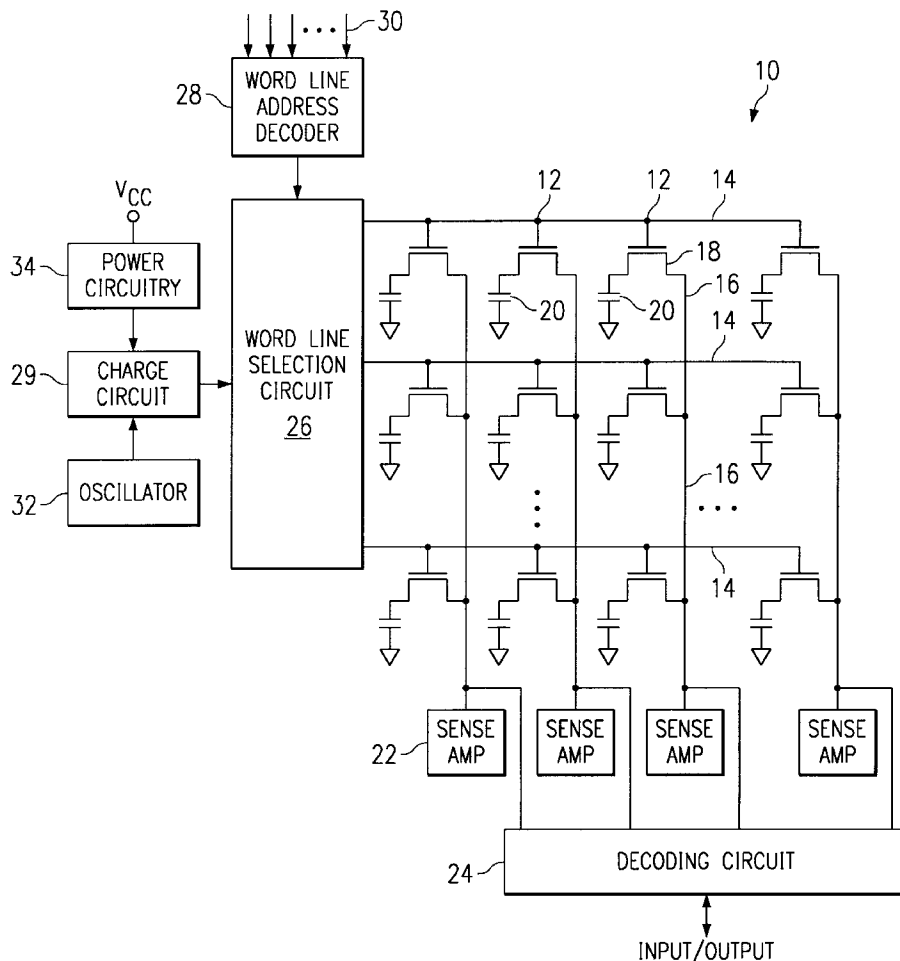 30
WORD LINE
ADDRESS
DECODER
28
10
VCC
12
12
14
34
POWER
CIRCUITRY
18
16
20
20
WORD LINE
SELECTION
CIRCUIT
26
14
29
CHARGE
CIRCUIT
32
OSCILLATOR
16
14
22
SENSE
AMP
SENSE
AMP
SENSE
AMP
SENSE
AMP
24
DECODING CIRCUIT
INPUT/OUTPUT